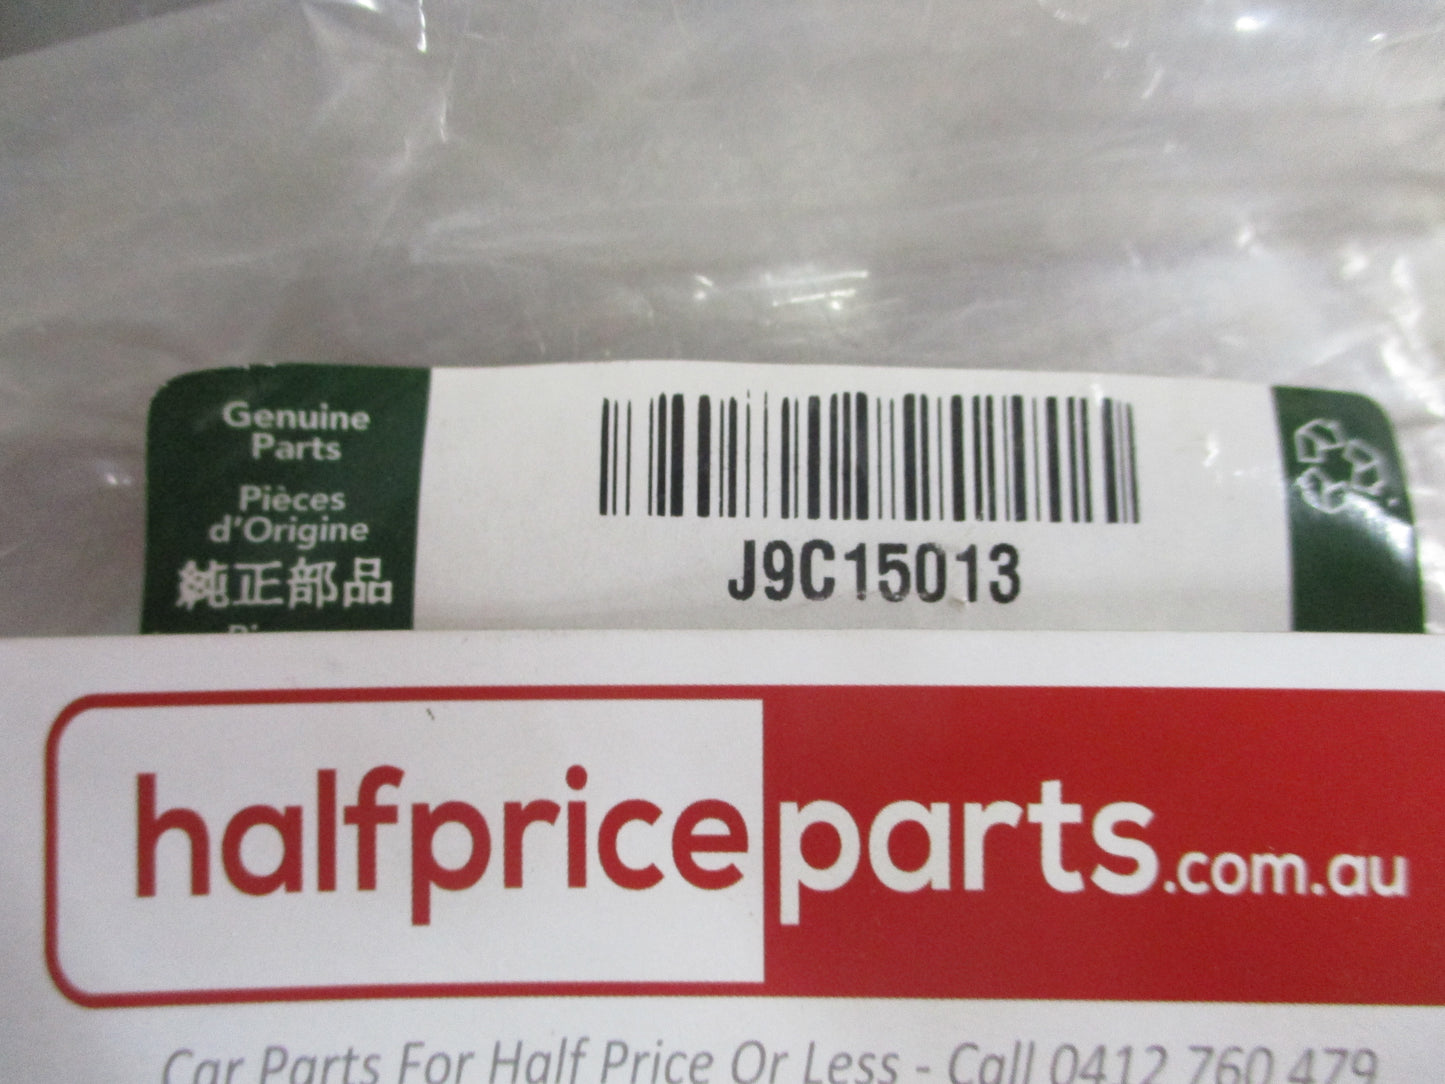 Genuine
Parts
Pièces
d'Origine
純正部品
J9C15013
halfpriceparts.com.au
Car Parts For Half Price Or Less - Call 0412 760 479